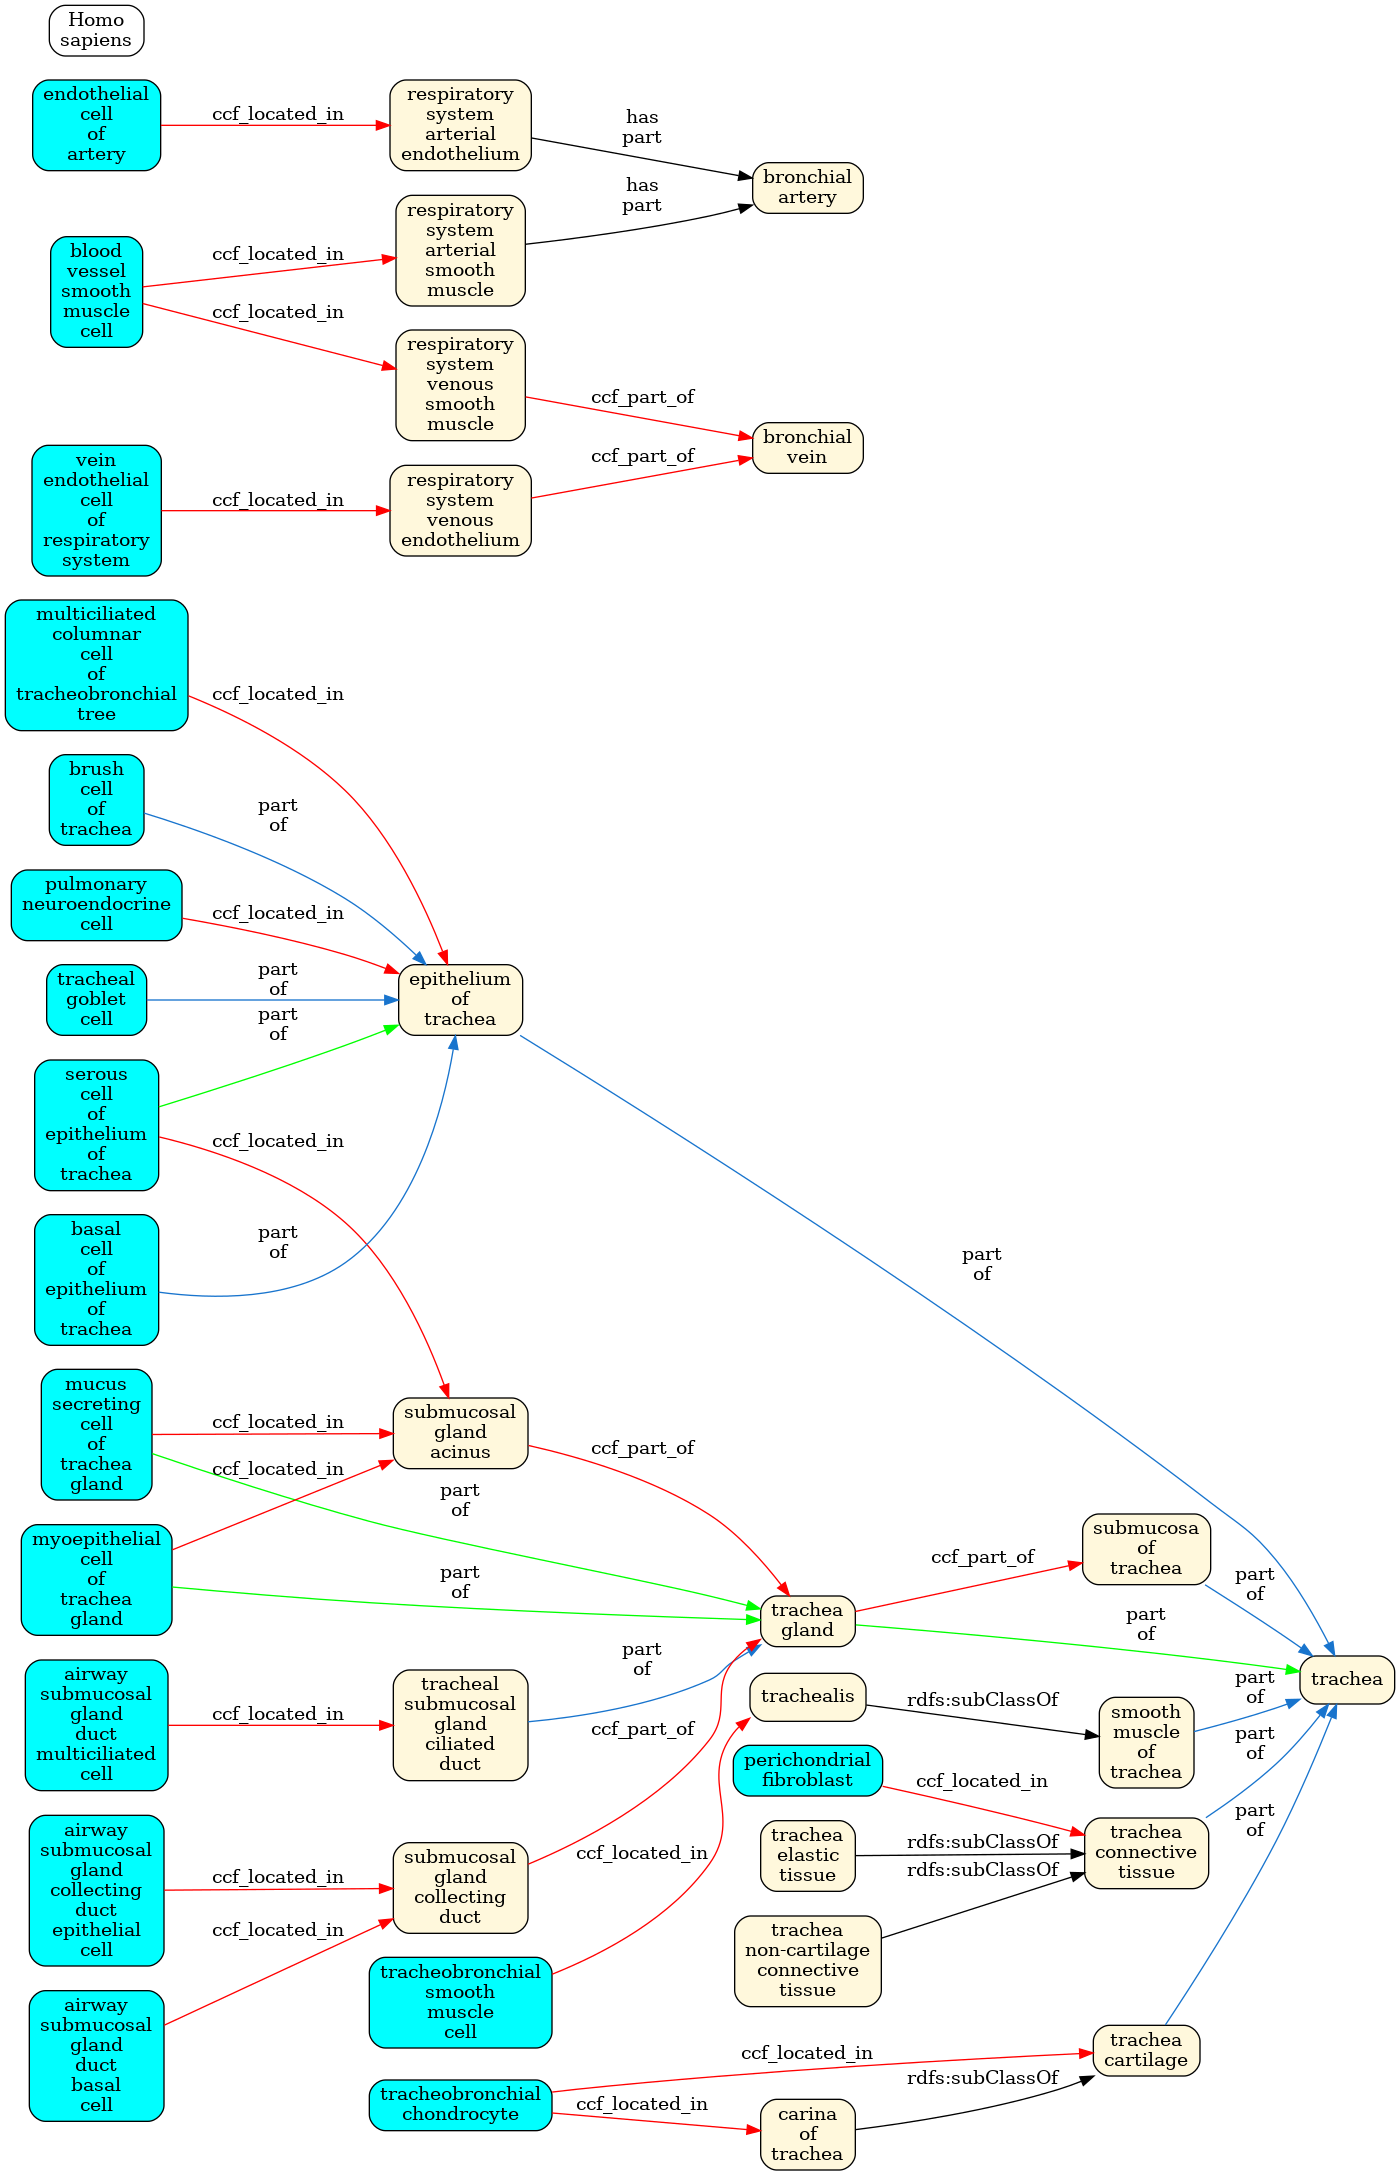 Homo
sapiens
endothelial
cell
of
artery
ccf_located_in
respiratory
system
arterial
endothelium
has
part
bronchial
artery
blood
vessel
smooth
muscle
cell
ccf_located_in
ccf_located_in
respiratory
system
arterial
smooth
muscle
has
part
respiratory
system
venous
smooth
muscle
ccf_part_of
bronchial
vein
vein
endothelial
cell
of
respiratory
system
ccf_located_in
respiratory
system
venous
endothelium
ccf_part_of
multiciliated
columnar
cell
of
tracheobronchial
tree
ccf_located_in
brush
cell
of
trachea
part
of
pulmonary
neuroendocrine
cell
ccf_located_in
tracheal
goblet
cell
part
of
epithelium
of
trachea
part
of
serous
cell
of
epithelium
of
trachea
part
of
ccf_located_in
basal
cell
of
epithelium
of
trachea
part
of
mucus
secreting
cell
of
trachea
gland
ccf_located_in
part
of
submucosal
gland
acinus
ccf_part_of
myoepithelial
cell
of
trachea
gland
ccf_located_in
part
of
trachea
gland
ccf_part_of
part
of
submucosa
of
trachea
part
of
trachea
airway
submucosal
gland
duct
multiciliated
cell
ccf_located_in
tracheal
submucosal
gland
ciliated
duct
part
of
ccf_part_of
trachealis
rdfs:subClassOf
smooth
muscle
of
trachea
part
of
perichondrial
fibroblast
ccf_located_in
part
of
airway
submucosal
gland
collecting
duct
epithelial
cell
ccf_located_in
submucosal
gland
collecting
duct
ccf_located_in
trachea
elastic
tissue
rdfs:subClassOf
trachea
connective
tissue
part
of
airway
submucosal
gland
duct
basal
cell
ccf_located_in
trachea
non-cartilage
connective
tissue
rdfs:subClassOf
tracheobronchial
smooth
muscle
cell
tracheobronchial
chondrocyte
ccf_located_in
ccf_located_in
carina
of
trachea
rdfs:subClassOf
trachea
cartilage